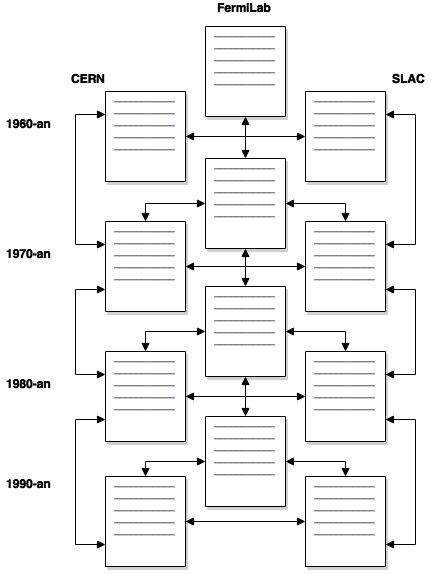 FermiLab
CERN
SLAC
1960-an
1970-an
1980-an
1990-an